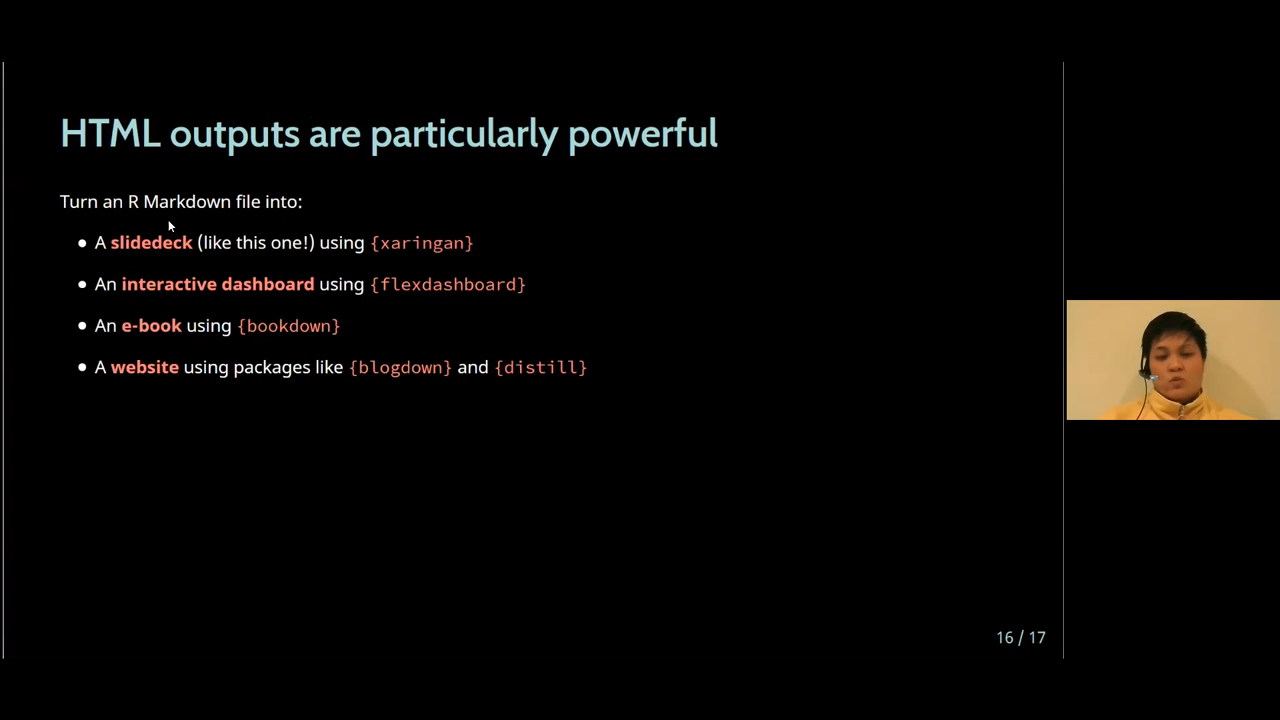 HTML outputs are particularly powerful
Turn an R Markdown file into:
● A slidedeck (like this one!) using {xaringan}
● An interactive dashboard using {flexdashboard}
● An e-book using {bookdown}
● A website using packages like {blogdown} and {distill}
16 / 17